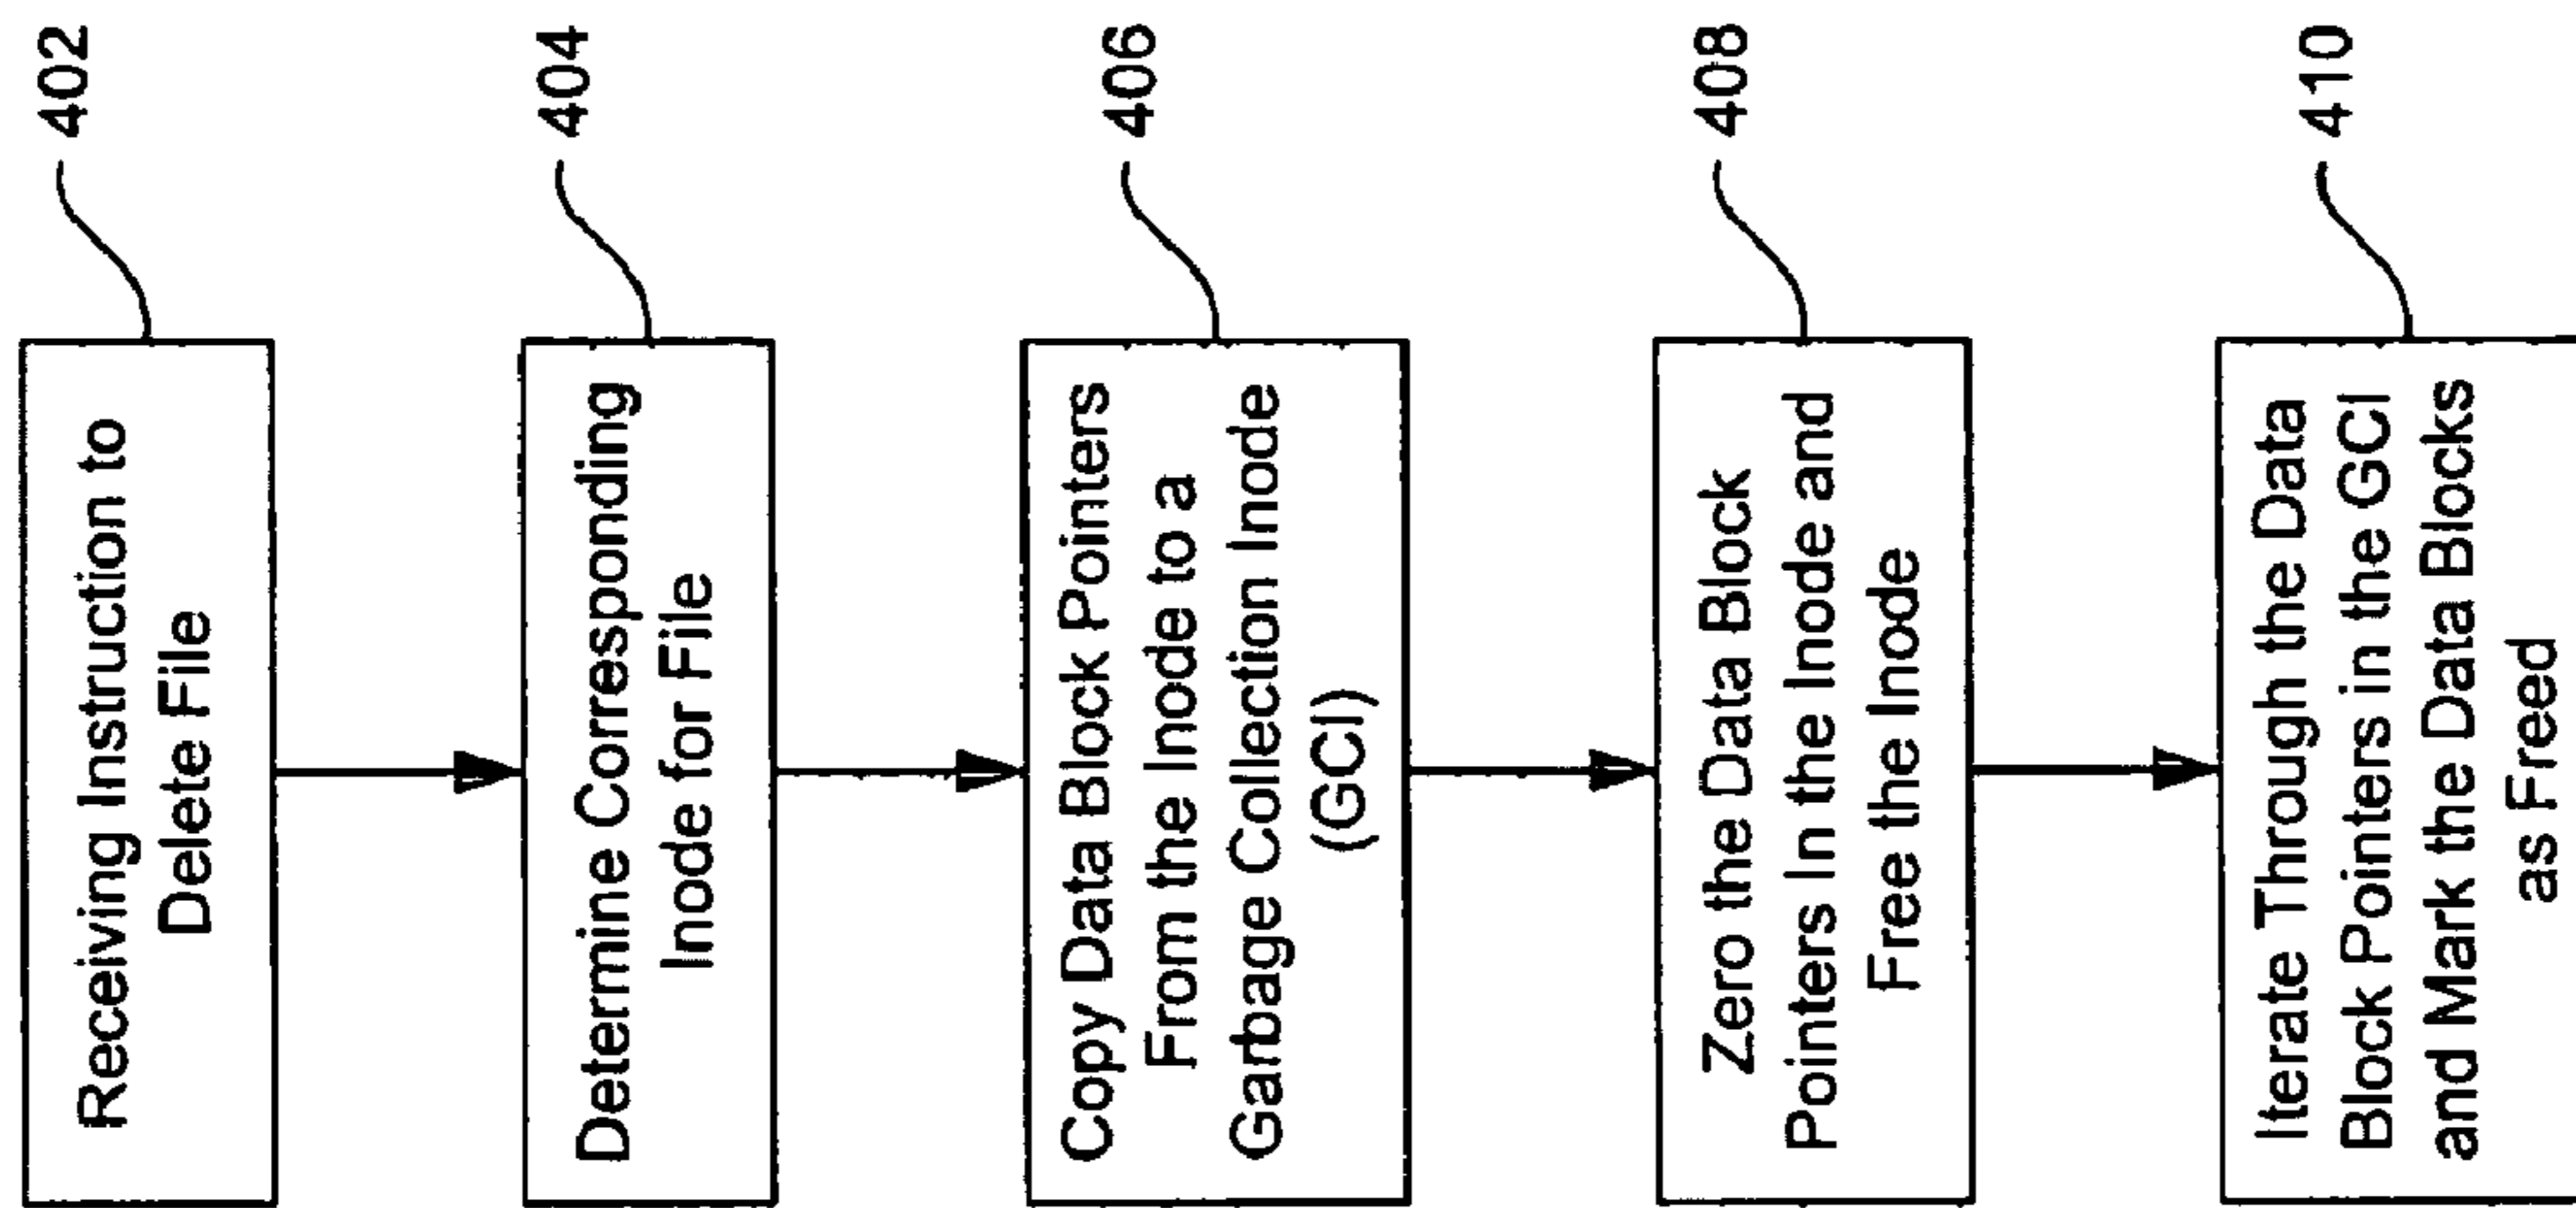 Receiving Instruction to
Delete File
402
Determine Corresponding
Inode for File
404
Copy Data Block Pointers
From the Inode to a
Garbage Collection Inode
(GCI)
406
Zero the Data Block
Pointers In the Inode and
Free the Inode
408
Iterate Through the Data
Block Pointers in the GCI
and Mark the Data Blocks
as Freed
410